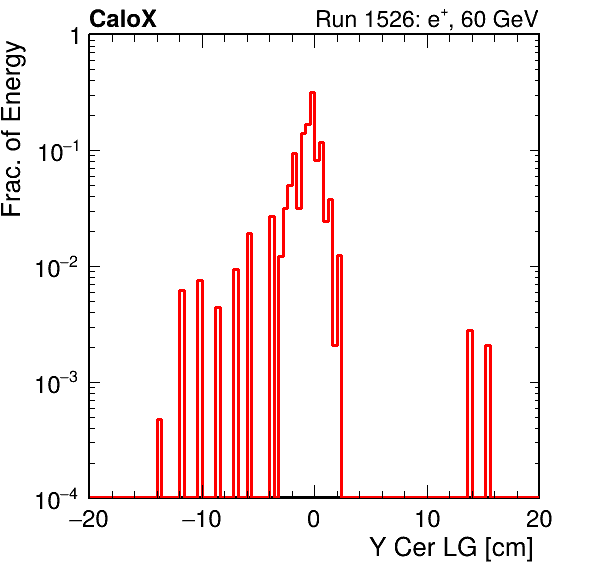 CaloX Run 1526: e⁺, 60 GeV
Frac. of Energy
1
10⁻¹
10⁻²
10⁻³
10⁻⁴
−20 −10 0 10 20
Y Cer LG [cm]